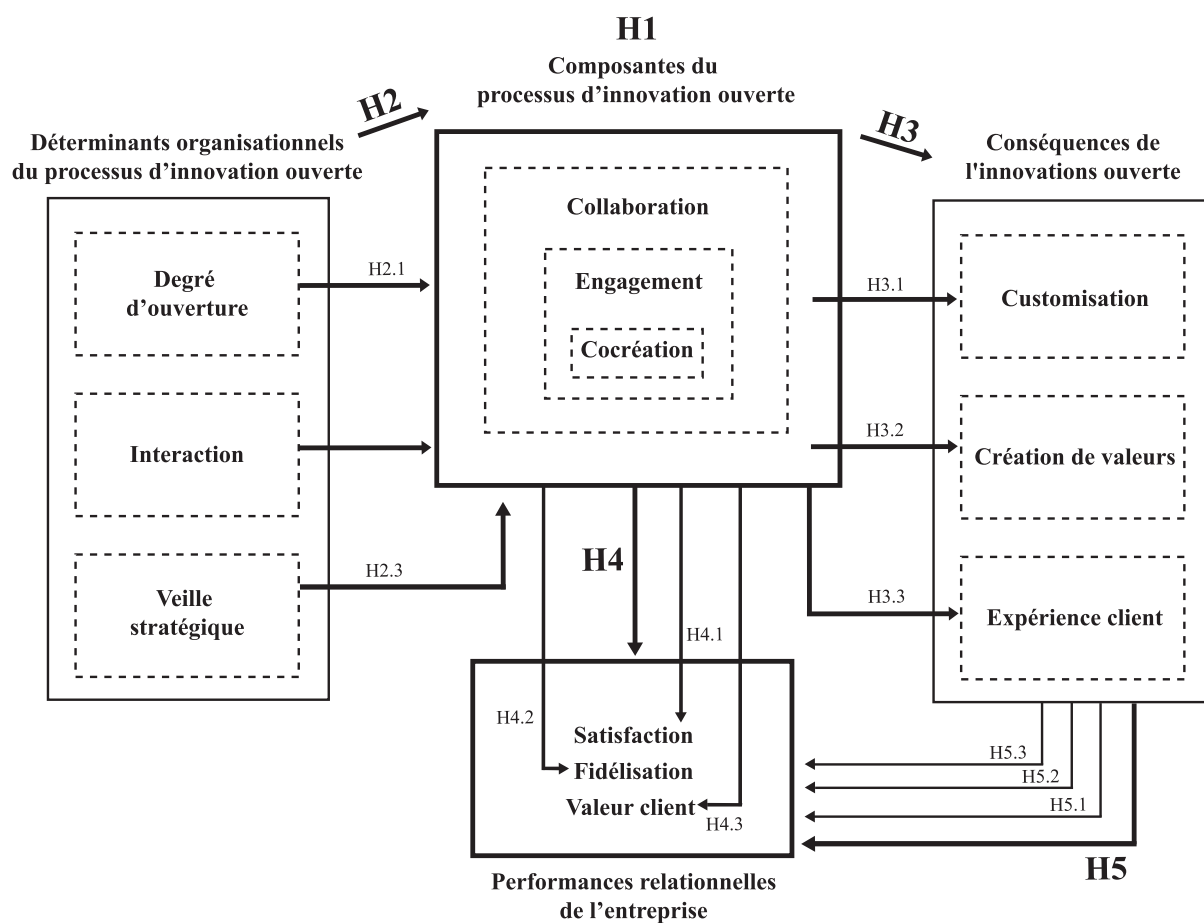 H1
Composantes du
processus d’innovation ouverte
H2
H3
Déterminants organisationnels
du processus d’innovation ouverte
Conséquences de
l'innovations ouverte
Collaboration
Engagement
Cocréation
Degré
d’ouverture
H2.1
Interaction
Veille
stratégique
H2.3
H3.1
Customisation
H3.2
Création de valeurs
H3.3
Expérience client
H4
H4.1
H4.2
Satisfaction
Fidélisation
Valeur client
H4.3
H5.3
H5.2
H5.1
H5
Performances relationnelles
de l’entreprise